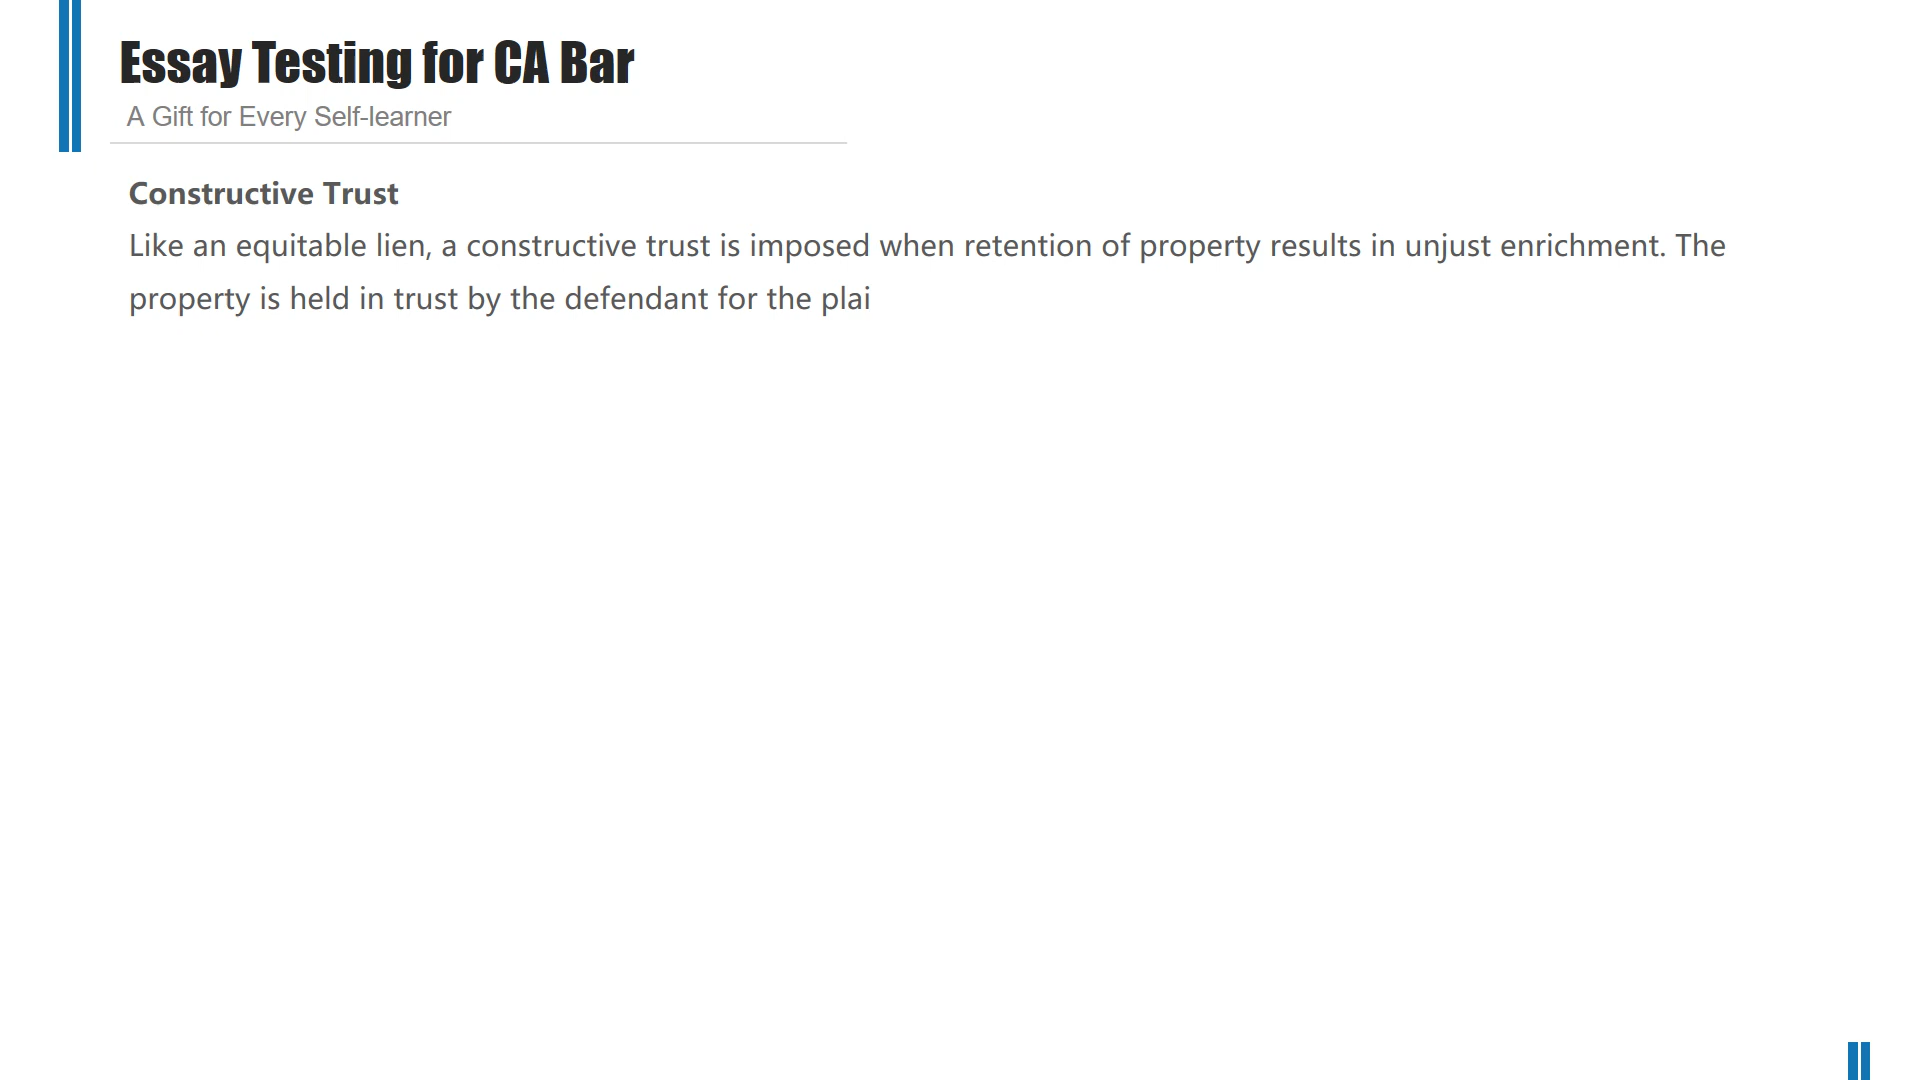 Essay Testing for CA Bar
A Gift for Every Self-learner
Constructive Trust
Like an equitable lien, a constructive trust is imposed when retention of property results in unjust enrichment. The
property is held in trust by the defendant for the plai